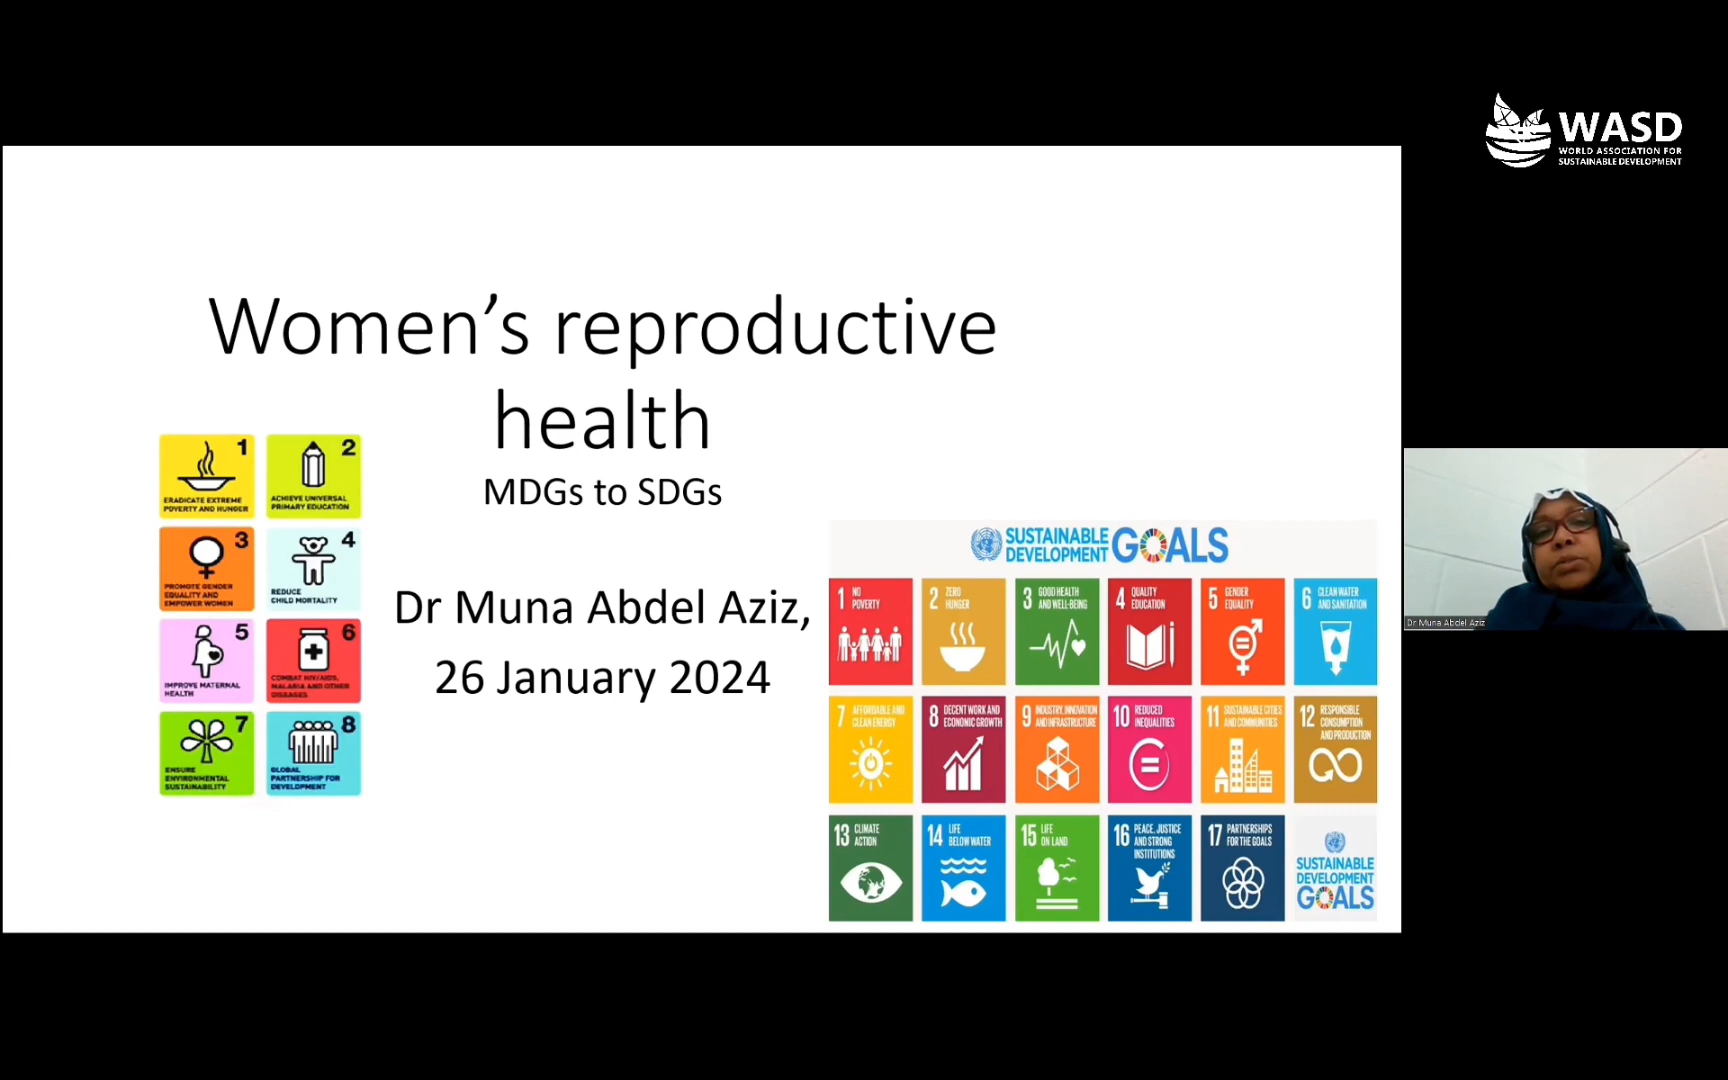 WASD
WORLD ASSOCIATION FOR
SUSTAINABLE DEVELOPMENT
Women’s reproductive
health
MDGs to SDGs
Dr Muna Abdel Aziz,
26 January 2024
1
ERADICATE EXTREME
POVERTY AND HUNGER
2
ACHIEVE UNIVERSAL
PRIMARY EDUCATION
3
PROMOTE GENDER
EQUALITY AND
EMPOWER WOMEN
4
REDUCE
CHILD MORTALITY
5
IMPROVE MATERNAL
HEALTH
6
COMBAT HIV/AIDS,
MALARIA AND OTHER
DISEASES
7
ENSURE
ENVIRONMENTAL
SUSTAINABILITY
8
GLOBAL
PARTNERSHIP FOR
DEVELOPMENT
SUSTAINABLE
DEVELOPMENT GOALS
1 NO
POVERTY
2 ZERO
HUNGER
3 GOOD HEALTH
AND WELL-BEING
4 QUALITY
EDUCATION
5 GENDER
EQUALITY
6 CLEAN WATER
AND SANITATION
7 AFFORDABLE AND
CLEAN ENERGY
8 DECENT WORK AND
ECONOMIC GROWTH
9 INDUSTRY, INNOVATION
AND INFRASTRUCTURE
10 REDUCED
INEQUALITIES
11 SUSTAINABLE CITIES
AND COMMUNITIES
12 RESPONSIBLE
CONSUMPTION
AND PRODUCTION
13 CLIMATE
ACTION
14 LIFE
BELOW WATER
15 LIFE
ON LAND
16 PEACE, JUSTICE
AND STRONG
INSTITUTIONS
17 PARTNERSHIPS
FOR THE GOALS
SUSTAINABLE
DEVELOPMENT
GOALS
Dr Muna Abdel Aziz